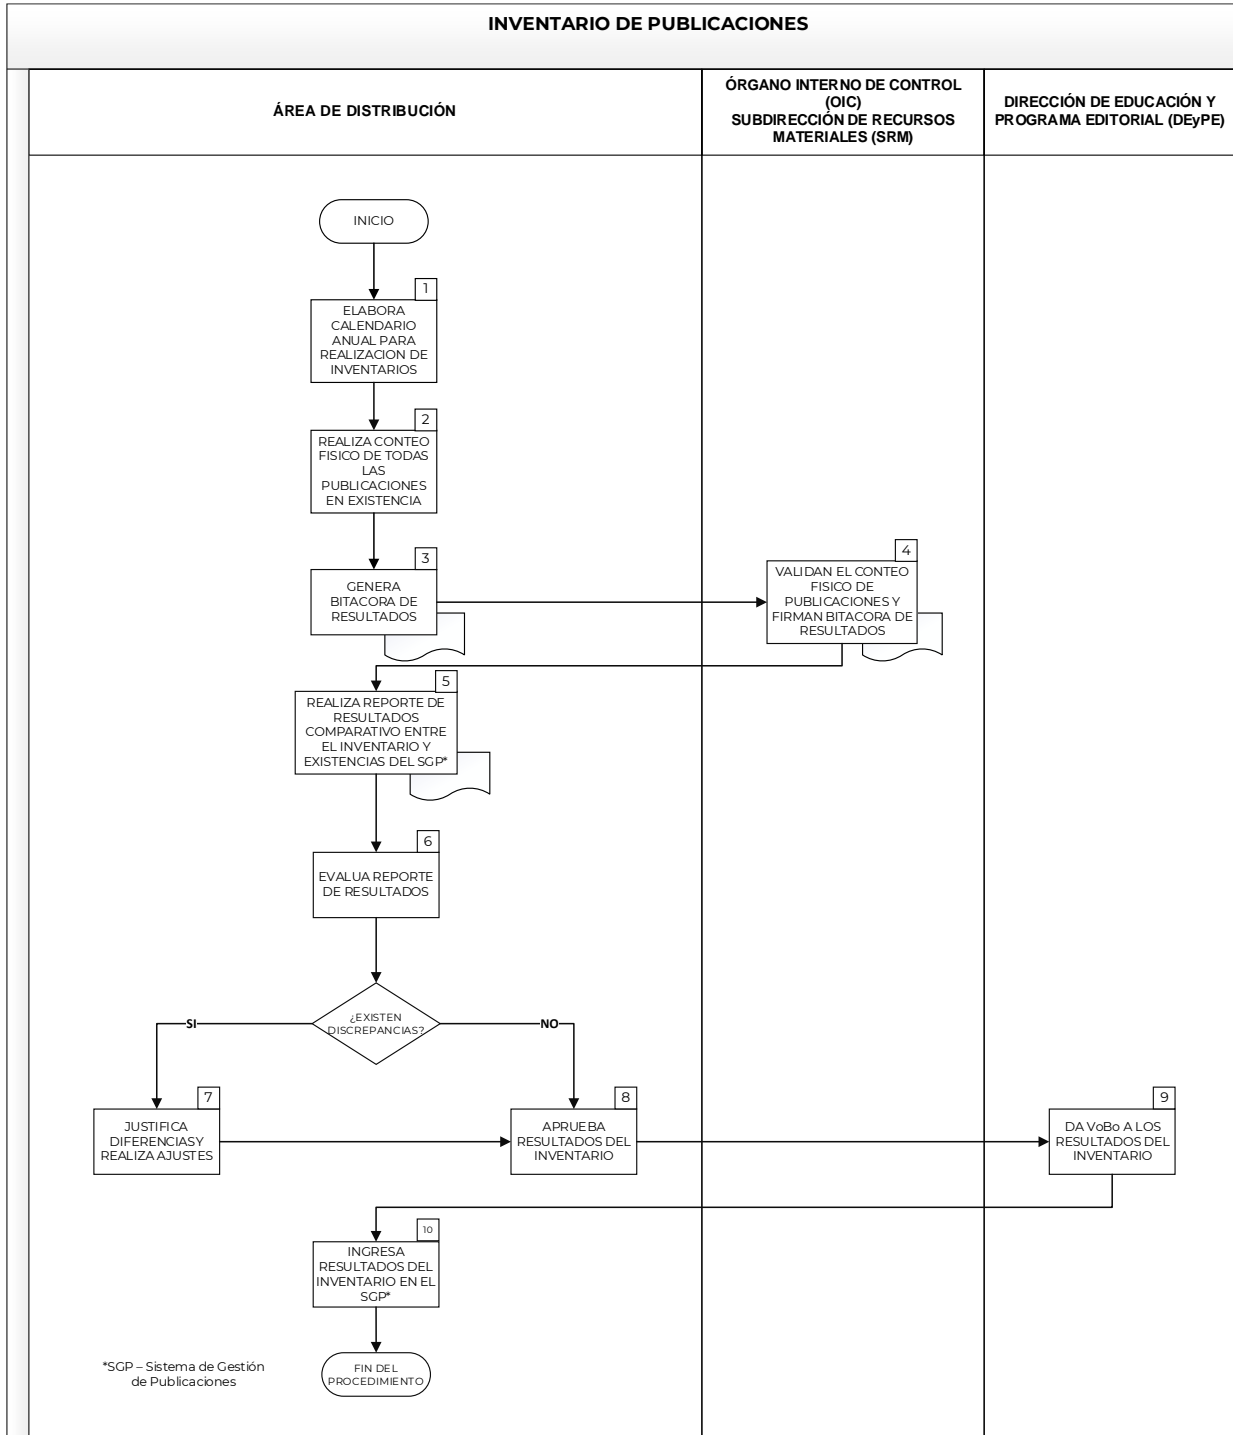 INVENTARIO DE PUBLICACIONES
ÁREA DE DISTRIBUCIÓN
ÓRGANO INTERNO DE CONTROL
(OIC)
SUBDIRECCIÓN DE RECURSOS
MATERIALES (SRM)
DIRECCIÓN DE EDUCACIÓN Y
PROGRAMA EDITORIAL (DEyPE)
INICIO
1
ELABORA
CALENDARIO
ANUAL PARA
REALIZACION DE
INVENTARIOS
2
REALIZA CONTEO
FISICO DE TODAS
LAS
PUBLICACIONES
EN EXISTENCIA
3
GENERA
BITACORA DE
RESULTADOS
4
VALIDAN EL CONTEO
FISICO DE
PUBLICACIONES Y
FIRMAN BITACORA DE
RESULTADOS
5
REALIZA REPORTE DE
RESULTADOS
COMPARATIVO ENTRE
EL INVENTARIO Y
EXISTENCIAS DEL SGP*
6
EVALUA REPORTE
DE RESULTADOS
¿EXISTEN
DISCREPANCIAS?
SI
NO
7
JUSTIFICA
DIFERENCIAS Y
REALIZA AJUSTES
8
APRUEBA
RESULTADOS DEL
INVENTARIO
9
DA VoBo A LOS
RESULTADOS DEL
INVENTARIO
10
INGRESA
RESULTADOS DEL
INVENTARIO EN EL
SGP*
FIN DEL
PROCEDIMIENTO
*SGP – Sistema de Gestión
de Publicaciones